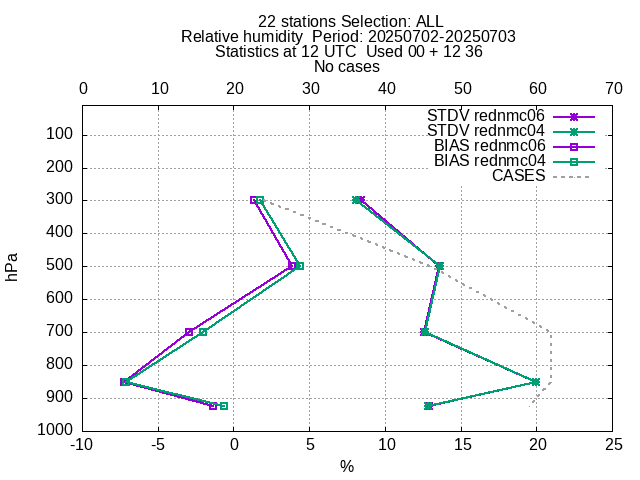 22 stations Selection: ALL
Relative humidity  Period: 20250702-20250703
Statistics at 12 UTC  Used 00 + 12 36
No cases
0 10 20 30 40 50 60 70
STDV rednmc06
STDV rednmc04
BIAS rednmc06
BIAS rednmc04
CASES
100
200
300
400
500
600
700
800
900
1000
hPa
-10 -5 0 5 10 15 20 25
%